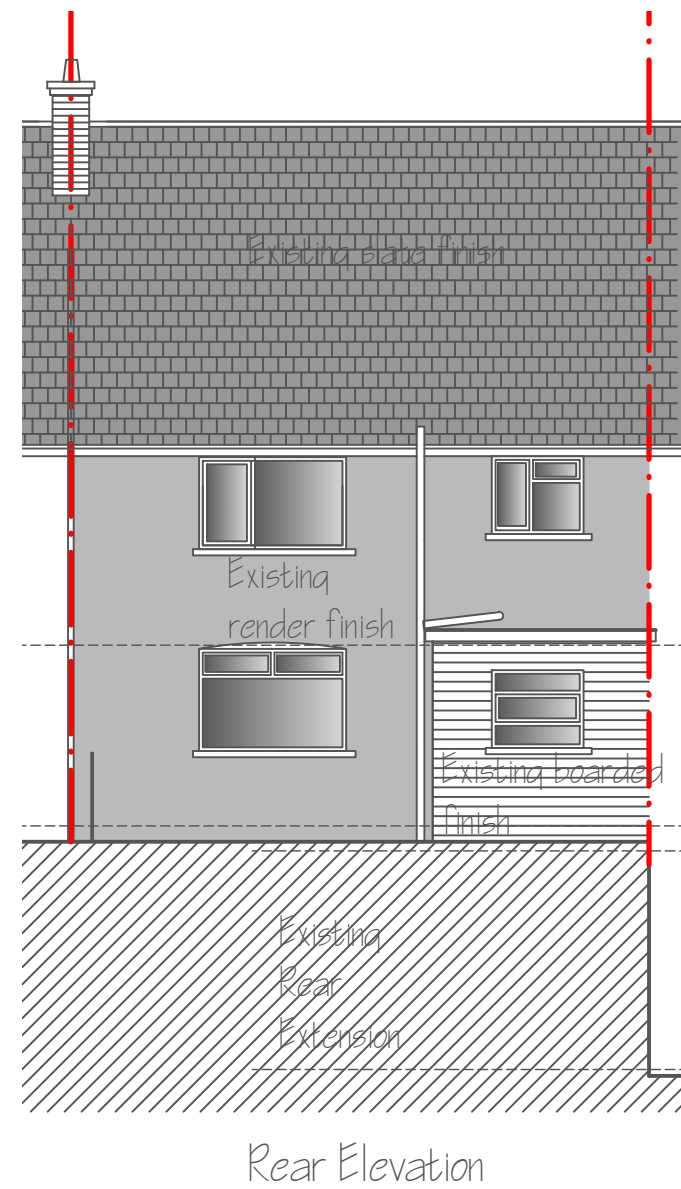 Existing slate finish
Existing
render finish
Existing boarded
finish
Existing
Rear
Extension
Rear Elevation